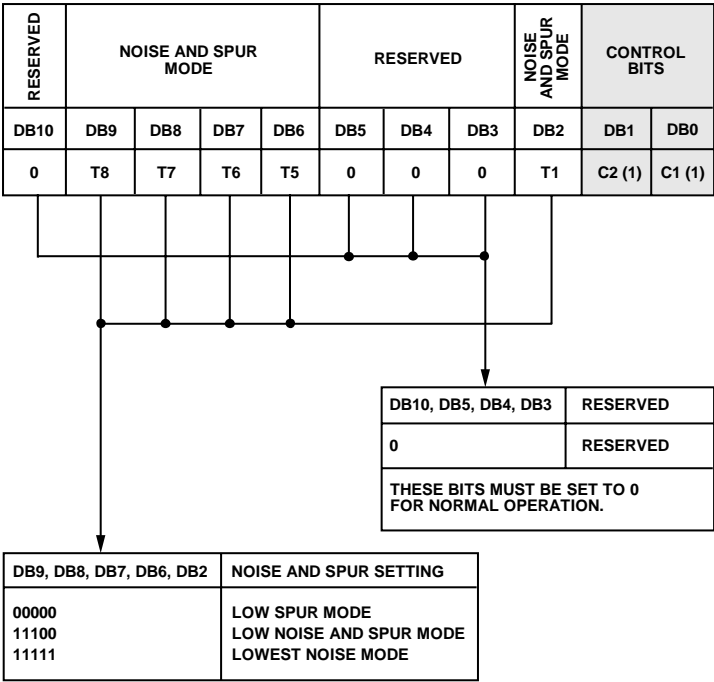 RESERVED
NOISE AND SPUR
MODE
RESERVED
NOISE
AND SPUR
MODE
CONTROL
BITS
DB10 DB9 DB8 DB7 DB6 DB5 DB4 DB3 DB2 DB1 DB0
0 T8 T7 T6 T5 0 0 0 T1 C2 (1) C1 (1)
DB10, DB5, DB4, DB3 RESERVED
0 RESERVED
THESE BITS MUST BE SET TO 0
FOR NORMAL OPERATION.
DB9, DB8, DB7, DB6, DB2 NOISE AND SPUR SETTING
00000 LOW SPUR MODE
11100 LOW NOISE AND SPUR MODE
11111 LOWEST NOISE MODE